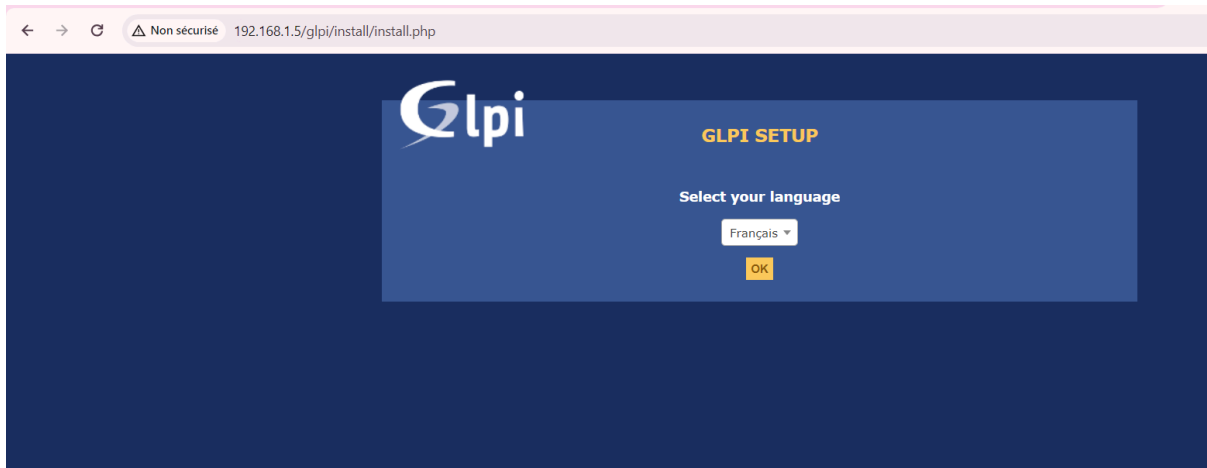 Non sécurisé 192.168.1.5/glpi/install/install.php
Glpi
GLPI SETUP
Select your language
Français
OK